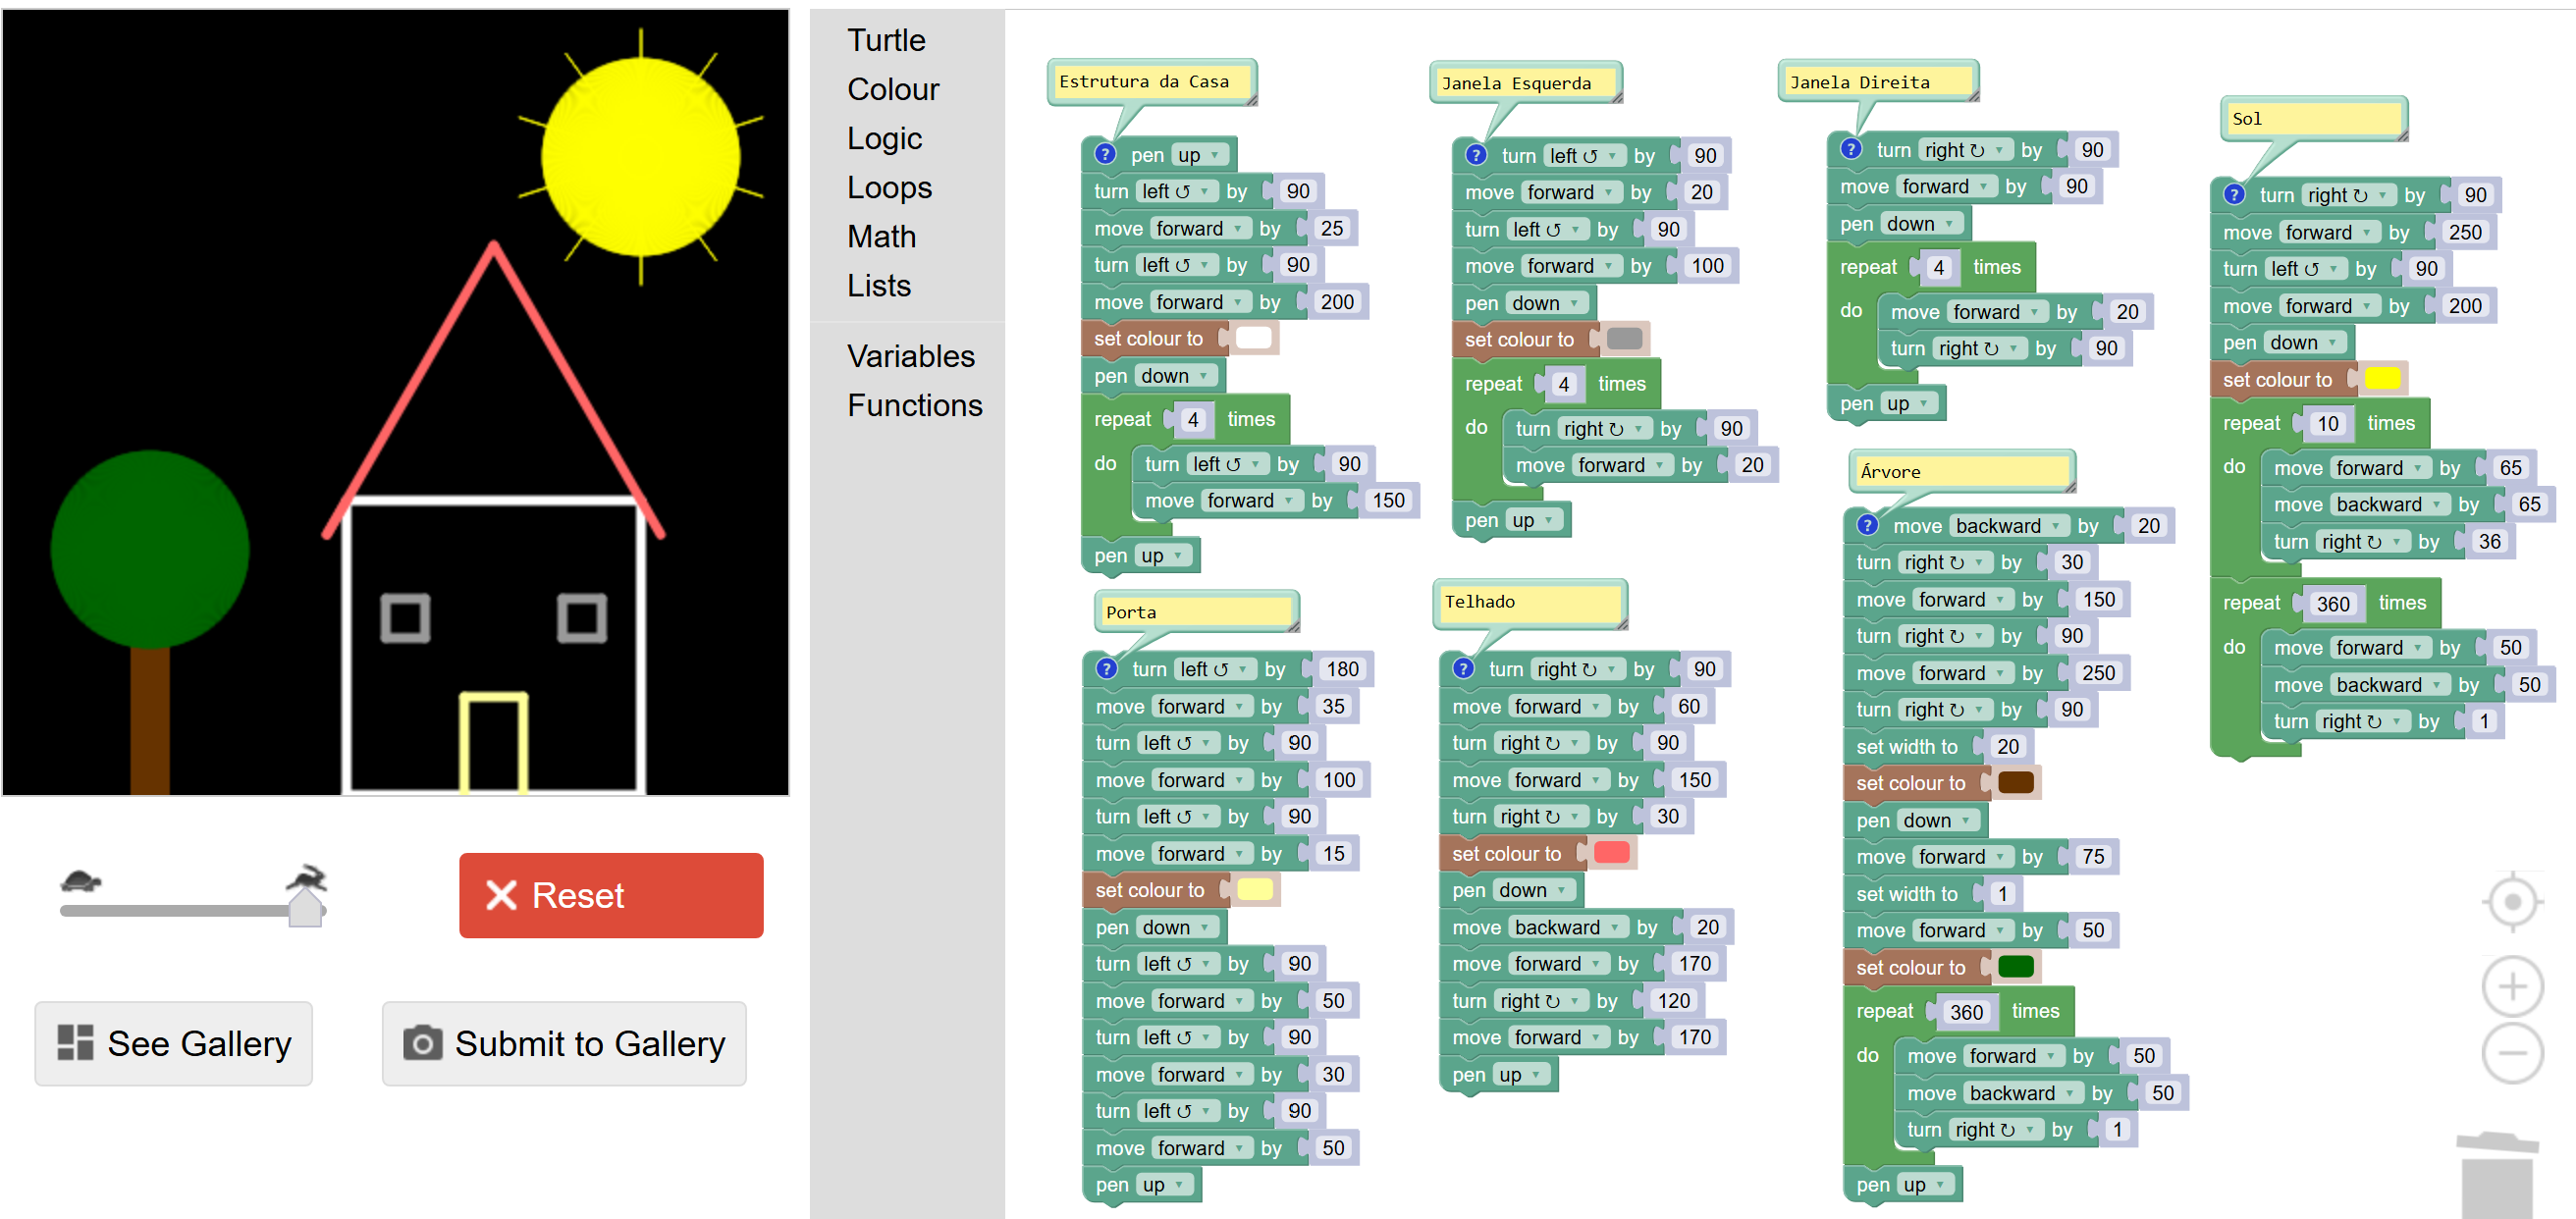 Turtle
Colour
Logic
Loops
Math
Lists
Variables
Functions
Reset
See Gallery
Submit to Gallery
Estrutura da Casa
? pen up
turn left ↺ by 90
move forward by 25
turn left ↺ by 90
move forward by 200
set colour to
pen down
repeat 4 times
do turn left ↺ by 90
move forward by 150
pen up
Porta
? turn left ↺ by 180
move forward by 35
turn left ↺ by 90
move forward by 100
turn left ↺ by 90
move forward by 15
set colour to
pen down
turn left ↺ by 90
move forward by 50
turn left ↺ by 90
move forward by 30
turn left ↺ by 90
move forward by 50
pen up
Janela Esquerda
? turn left ↺ by 90
move forward by 20
turn left ↺ by 90
move forward by 100
pen down
set colour to
repeat 4 times
do turn right ↻ by 90
move forward by 20
pen up
Telhado
? turn right ↻ by 90
move forward by 60
turn right ↻ by 90
move forward by 150
turn right ↻ by 30
set colour to
pen down
move backward by 20
move forward by 170
turn right ↻ by 120
move forward by 170
pen up
Janela Direita
? turn right ↻ by 90
move forward by 90
pen down
repeat 4 times
do move forward by 20
turn right ↻ by 90
pen up
Árvore
? move backward by 20
turn right ↻ by 30
move forward by 150
turn right ↻ by 90
move forward by 250
turn right ↻ by 90
set width to 20
set colour to
pen down
move forward by 75
set width to 1
move forward by 50
set colour to
repeat 360 times
do move forward by 50
move backward by 50
turn right ↻ by 1
pen up
Sol
? turn right ↻ by 90
move forward by 250
turn left ↺ by 90
move forward by 200
pen down
set colour to
repeat 10 times
do move forward by 65
move backward by 65
turn right ↻ by 36
repeat 360 times
do move forward by 50
move backward by 50
turn right ↻ by 1